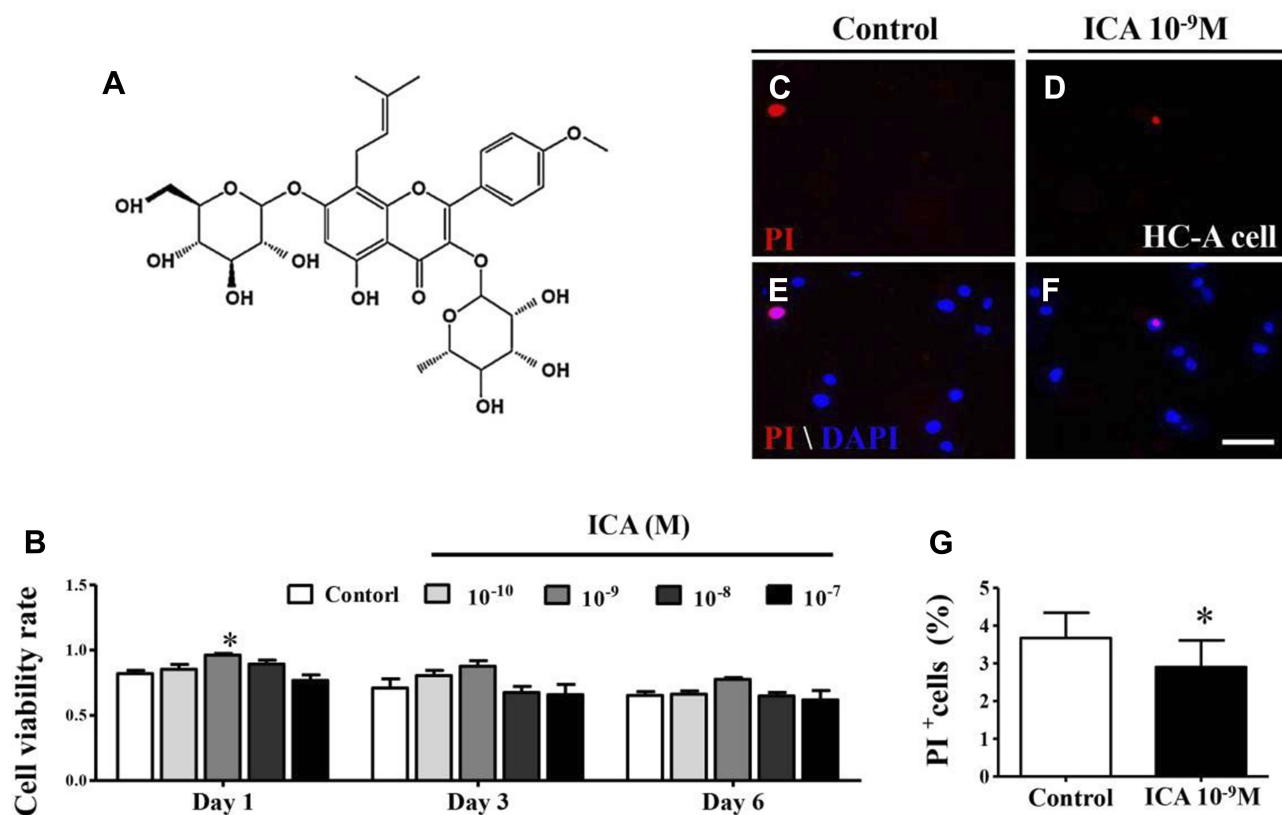 Control
ICA 10⁻⁹M
A
C
D
PI
HC-A cell
E
F
PI \ DAPI
O
OH
O
O
O
OH
OH
OH
OH
OH
O
O
O
OH
OH
OH
B
ICA (M)
Contorl
10⁻¹⁰
10⁻⁹
10⁻⁸
10⁻⁷
Cell viability rate
1.5
1.0
0.5
0.0
*
Day 1
Day 3
Day 6
G
PI ⁺cells (%)
5
4
3
2
1
0
*
Control
ICA 10⁻⁹M